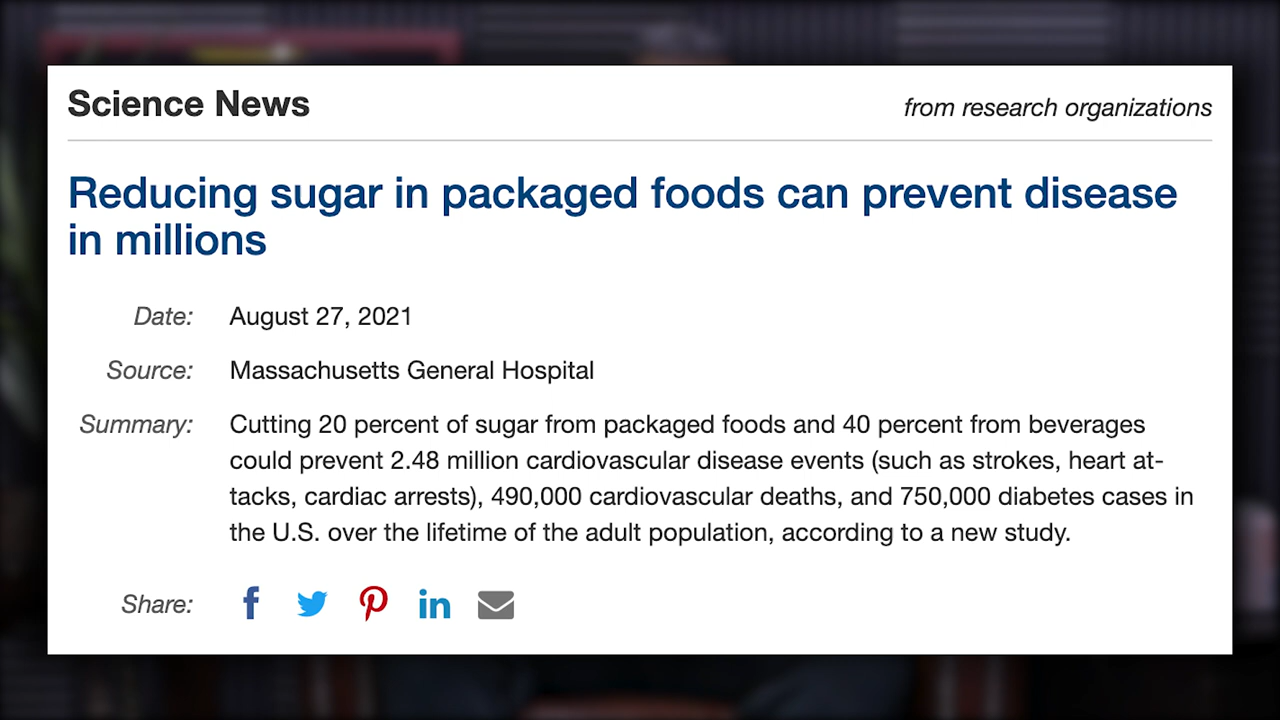 Science News
from research organizations
Reducing sugar in packaged foods can prevent disease
in millions
Date: August 27, 2021
Source: Massachusetts General Hospital
Summary: Cutting 20 percent of sugar from packaged foods and 40 percent from beverages
could prevent 2.48 million cardiovascular disease events (such as strokes, heart at-
tacks, cardiac arrests), 490,000 cardiovascular deaths, and 750,000 diabetes cases in
the U.S. over the lifetime of the adult population, according to a new study.
Share: f in